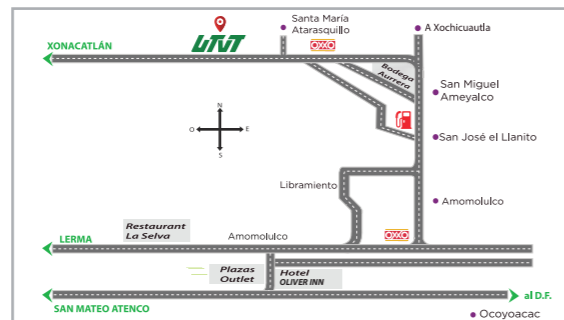 UTVT
Santa María
Atarasquillo
A Xochicuautla
XONACATLÁN
OXXO
Bodega
Aurrera
San Miguel
Ameyalco
N
O
E
S
San José el Llanito
Libramiento
Amomolulco
Restaurant
La Selva
Amomolulco
OXXO
LERMA
Plazas
Outlet
Hotel
OLIVER INN
SAN MATEO ATENCO
al D.F.
Ocoyoacac